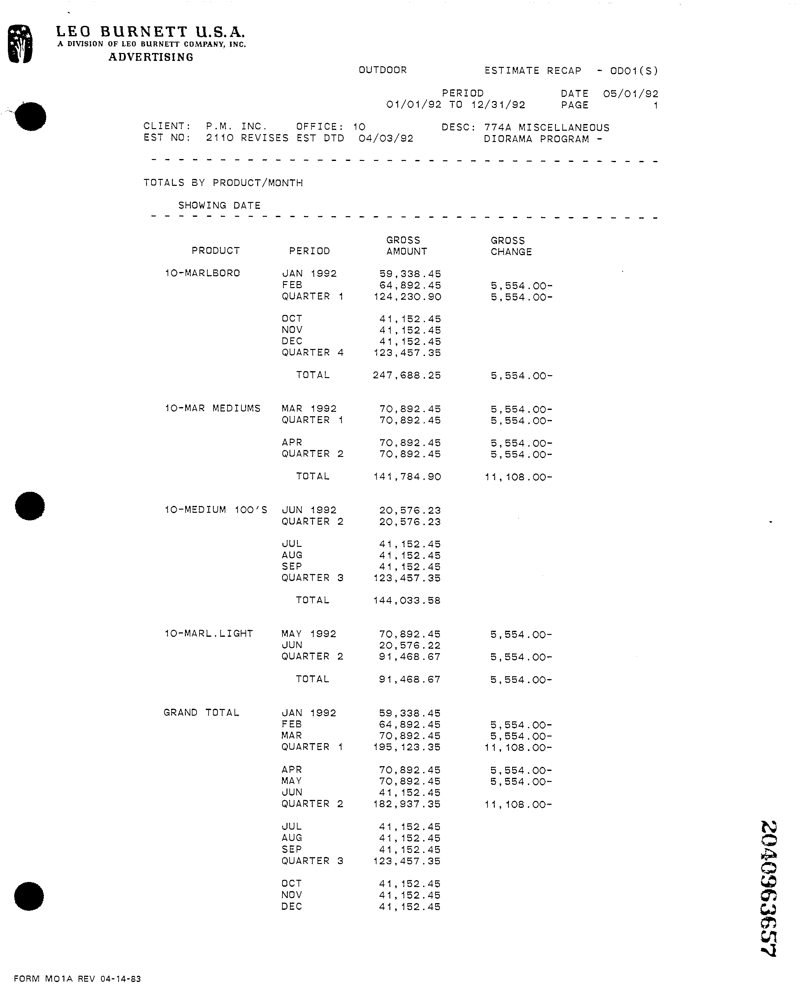 LEO BURNETT U.S.A.
A DIVISION OF LEO BURNETT COMPANY, INC.
ADVERTISING
OUTDOOR ESTIMATE RECAP - OD01(S)
PERIOD DATE 05/01/92
01/01/92 TO 12/31/92 PAGE 1
CLIENT: P.M. INC. OFFICE: 10 DESC: 774A MISCELLANEOUS
EST NO: 2110 REVISES EST DTD 04/03/92 DIORAMA PROGRAM -
- - - - - - - - - - - - - - - - - - - - - - - - - - - - - - - - - - - - -
TOTALS BY PRODUCT/MONTH
SHOWING DATE
- - - - - - - - - - - - - - - - - - - - - - - - - - - - - - - - - - - - -
GROSS GROSS
PRODUCT PERIOD AMOUNT CHANGE
10-MARLBORO JAN 1992 59,338.45
FEB 64,892.45 5,554.00-
QUARTER 1 124,230.90 5,554.00-
OCT 41,152.45
NOV 41,152.45
DEC 41,152.45
QUARTER 4 123,457.35
TOTAL 247,688.25 5,554.00-
10-MAR MEDIUMS MAR 1992 70,892.45 5,554.00-
QUARTER 1 70,892.45 5,554.00-
APR 70,892.45 5,554.00-
QUARTER 2 70,892.45 5,554.00-
TOTAL 141,784.90 11,108.00-
10-MEDIUM 100'S JUN 1992 20,576.23
QUARTER 2 20,576.23
JUL 41,152.45
AUG 41,152.45
SEP 41,152.45
QUARTER 3 123,457.35
TOTAL 144,033.58
10-MARL.LIGHT MAY 1992 70,892.45 5,554.00-
JUN 20,576.22
QUARTER 2 91,468.67 5,554.00-
TOTAL 91,468.67 5,554.00-
GRAND TOTAL JAN 1992 59,338.45
FEB 64,892.45 5,554.00-
MAR 70,892.45 5,554.00-
QUARTER 1 195,123.35 11,108.00-
APR 70,892.45 5,554.00-
MAY 70,892.45 5,554.00-
JUN 41,152.45
QUARTER 2 182,937.35 11,108.00-
JUL 41,152.45
AUG 41,152.45
SEP 41,152.45
QUARTER 3 123,457.35
OCT 41,152.45
NOV 41,152.45
DEC 41,152.45
2040963657
FORM M01A REV 04-14-83